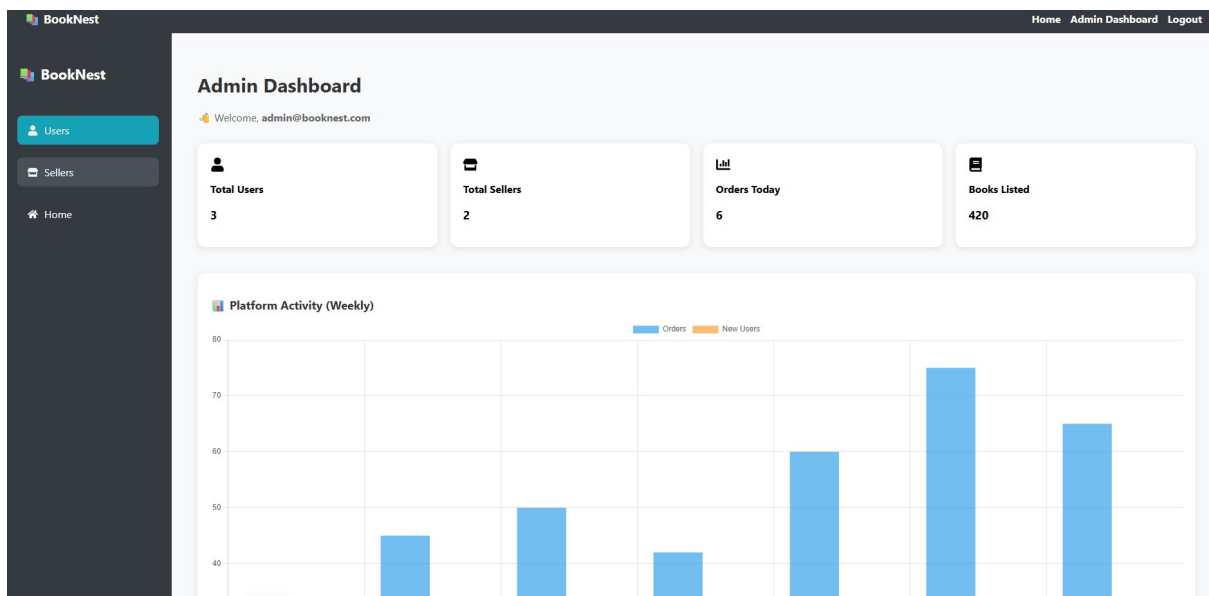 BookNest
Home Admin Dashboard Logout
BookNest
Users
Sellers
Home
Admin Dashboard
Welcome, admin@booknest.com
Total Users
3
Total Sellers
2
Orders Today
6
Books Listed
420
Platform Activity (Weekly)
Orders New Users
80
70
60
50
40